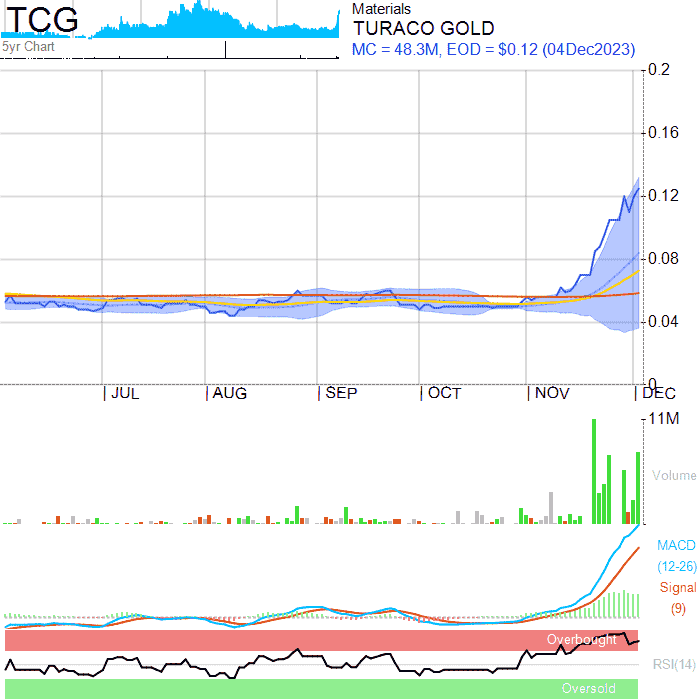 TCG
5yr Chart
Materials
TURACO GOLD
MC = 48.3M, EOD = $0.12 (04Dec2023)
0.2
0.16
0.12
0.08
0.04
0
JUL AUG SEP OCT NOV DEC
11M
Volume
MACD
(12-26)
Signal
(9)
Overbought
RSI(14)
Oversold